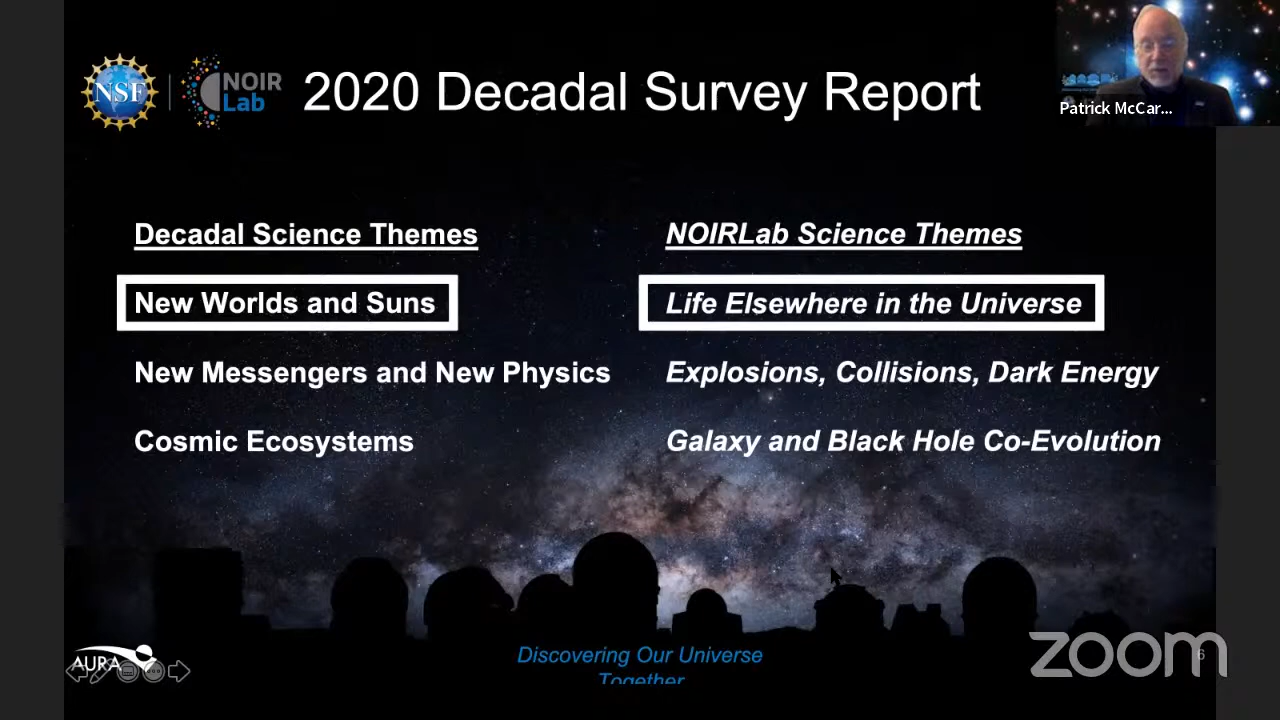 NSF
NOIR
Lab
2020 Decadal Survey Report
Patrick McCar...
Decadal Science Themes
NOIRLab Science Themes
New Worlds and Suns
Life Elsewhere in the Universe
New Messengers and New Physics
Explosions, Collisions, Dark Energy
Cosmic Ecosystems
Galaxy and Black Hole Co-Evolution
AURA
Discovering Our Universe
Together
zoom
6